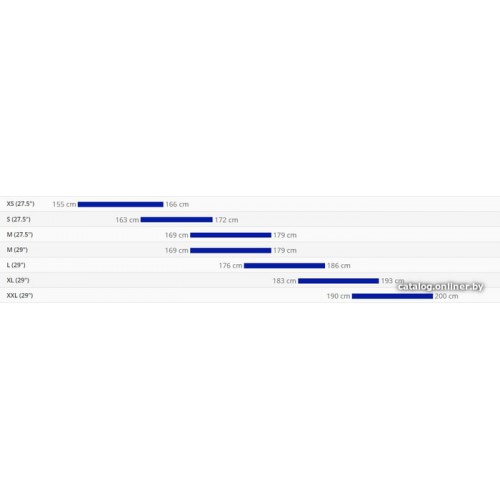 XS (27.5") 155 cm 166 cm
S (27.5") 163 cm 172 cm
M (27.5") 169 cm 179 cm
M (29") 169 cm 179 cm
L (29") 176 cm 186 cm
XL (29") 183 cm 193 cm
catalog.onliner.by
XXL (29") 190 cm 200 cm